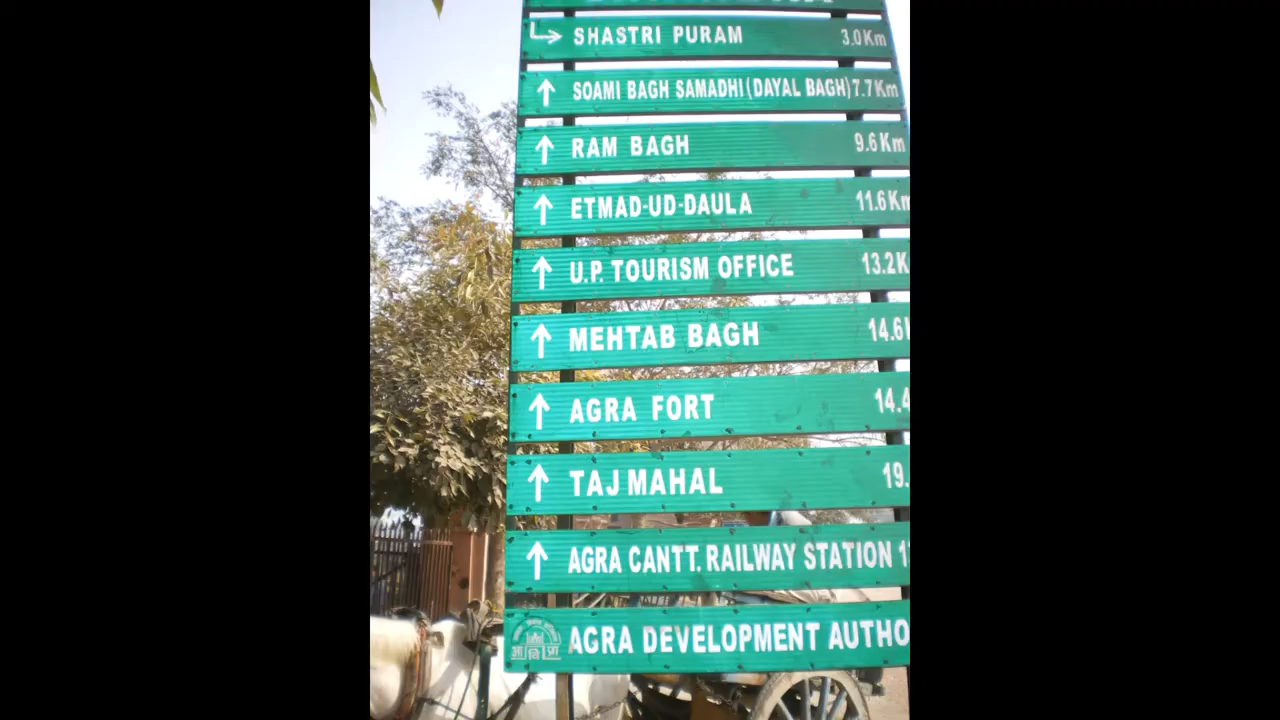 SHASTRI PURAM 3.0Km
SOAMI BAGH SAMADHI (DAYAL BAGH) 7.7Km
RAM BAGH 9.6Km
ETMAD-UD-DAULA 11.6Km
U.P. TOURISM OFFICE 13.2K
MEHTAB BAGH 14.6
AGRA FORT 14.4
TAJ MAHAL 19.
AGRA CANTT. RAILWAY STATION 1
आ वि प्रा
AGRA DEVELOPMENT AUTHO